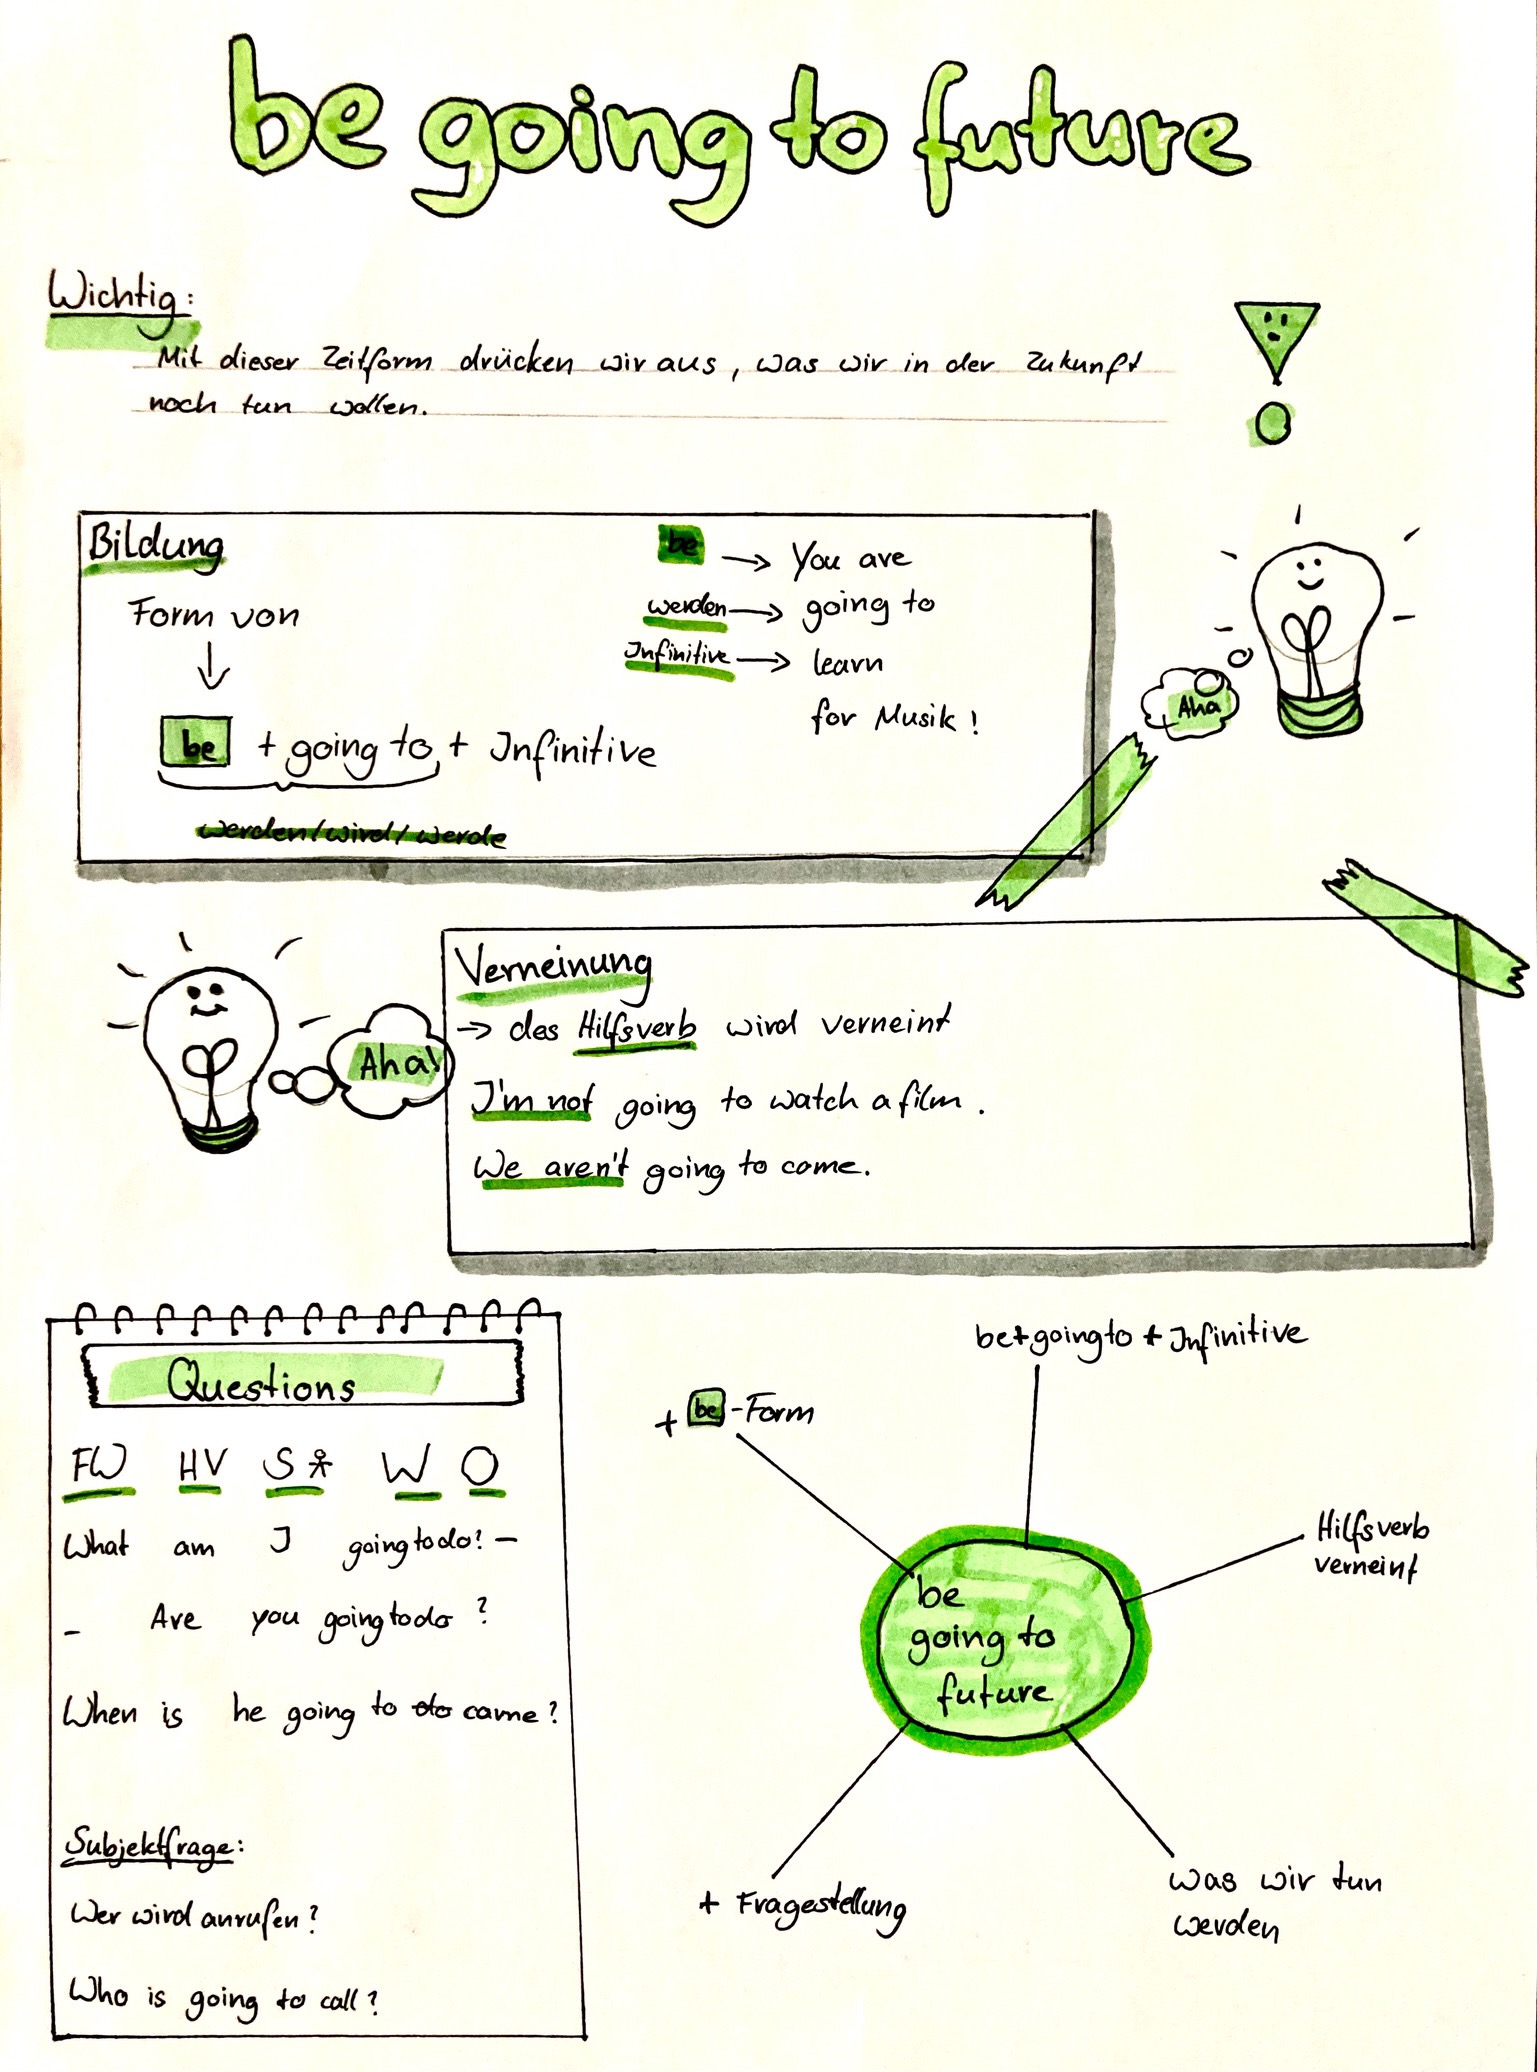 be going to future
Wichtig:
Mit dieser Zeitform drücken wir aus, was wir in der Zukunft
noch tun wollen.
Bildung
Form von
be + going to + Infinitive
werden/wird/werde
be → You are
werden → going to
Infinitive → learn
for Musik!
Aha
Verneinung
→ das Hilfsverb wird verneint
I'm not going to watch a film.
We aren't going to come.
Aha!
Questions
FW HV S W O
What am I going to do? –
– Are you going to do?
When is he going to do came?
Subjektfrage:
Wer wird anrufen?
Who is going to call?
be+going to + Infinitive
+ be-Form
Hilfsverb
verneint
be
going to
future
+ Fragestellung
was wir tun
werden